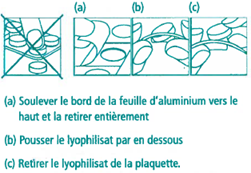 (a) (b) (c)
(a) Soulever le bord de la feuille d'aluminium vers le
haut et la retirer entièrement
(b) Pousser le lyophilisat par en dessous
(c) Retirer le lyophilisat de la plaquette.